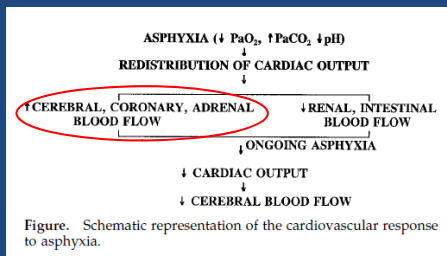 ASPHYXIA (↓ PaO₂, ↑PaCO₂ ↓pH)
↓
REDISTRIBUTION OF CARDIAC OUTPUT
↓
↑CEREBRAL, CORONARY, ADRENAL
BLOOD FLOW
↓RENAL, INTESTINAL
BLOOD FLOW
↓ONGOING ASPHYXIA
↓ CARDIAC OUTPUT
↓
↓ CEREBRAL BLOOD FLOW
Figure. Schematic representation of the cardiovascular response
to asphyxia.